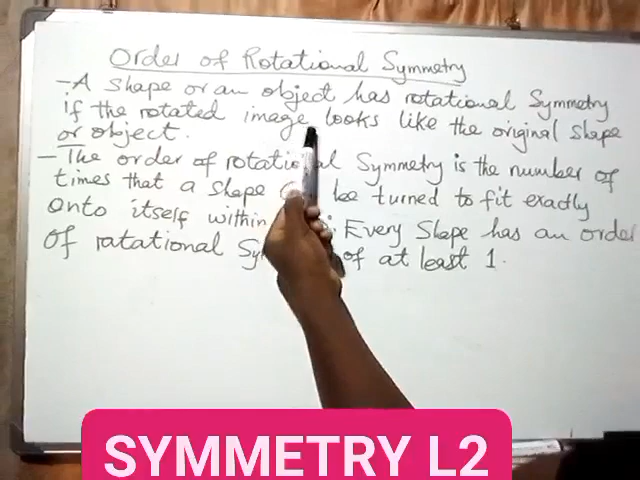 Order of Rotational Symmetry
- A shape or an object has rotational Symmetry
if the rotated image looks like the original shape
or object.
- The order of rotational Symmetry is the number of
times that a shape be turned to fit exactly
onto itself within Every Shape has an order
of rotational Sy of at least 1.
SYMMETRY L2